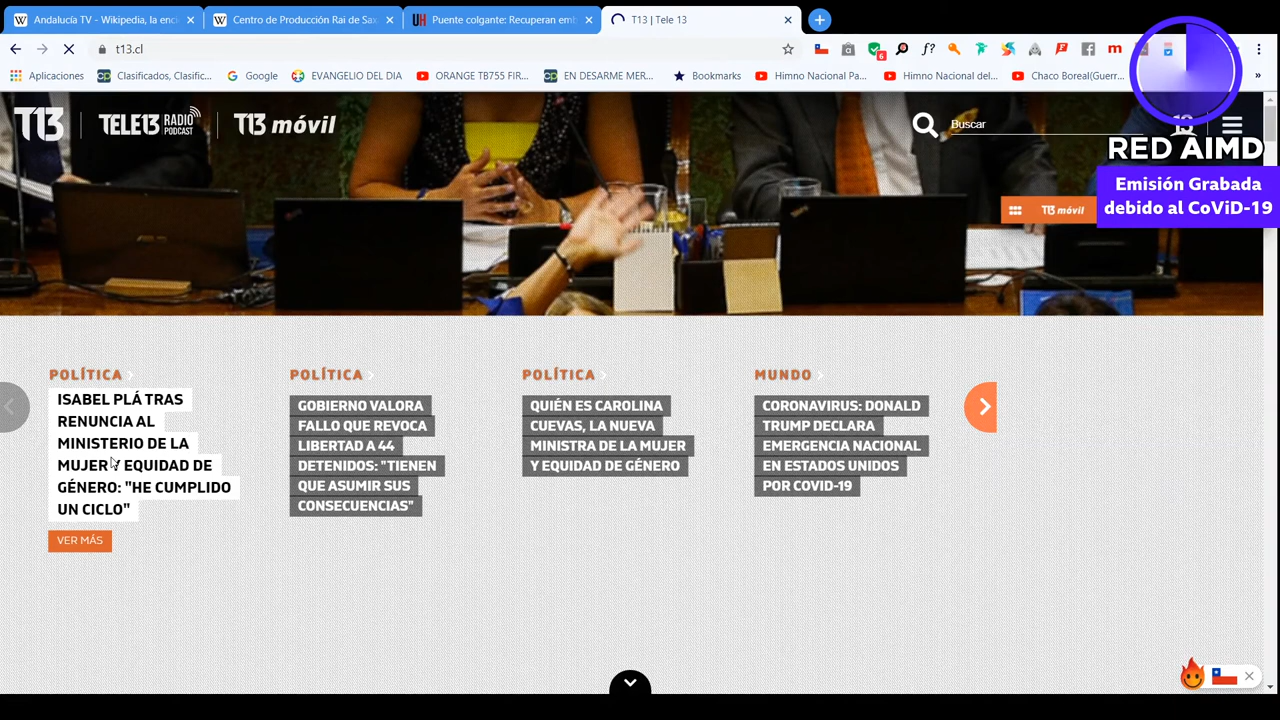 Andalucía TV - Wikipedia, la enci
Centro de Producción Rai de Sax
Puente colgante: Recuperan emb
T13 | Tele 13
t13.cl
6
Aplicaciones
Clasificados, Clasific...
Google
EVANGELIO DEL DIA
ORANGE TB755 FIR...
EN DESARME MER...
Bookmarks
Himno Nacional Pa...
Himno Nacional del...
Chaco Boreal(Guerr...
»
T13
TELE13 RADIO
PODCAST
T13 móvil
Buscar
13
RED AIMD
Emisión Grabada
debido al CoViD-19
T13 móvil
POLÍTICA
ISABEL PLÁ TRAS
RENUNCIA AL
MINISTERIO DE LA
MUJER Y EQUIDAD DE
GÉNERO: "HE CUMPLIDO
UN CICLO"
VER MÁS
POLÍTICA
GOBIERNO VALORA
FALLO QUE REVOCA
LIBERTAD A 44
DETENIDOS: "TIENEN
QUE ASUMIR SUS
CONSECUENCIAS"
POLÍTICA
QUIÉN ES CAROLINA
CUEVAS, LA NUEVA
MINISTRA DE LA MUJER
Y EQUIDAD DE GÉNERO
MUNDO
CORONAVIRUS: DONALD
TRUMP DECLARA
EMERGENCIA NACIONAL
EN ESTADOS UNIDOS
POR COVID-19